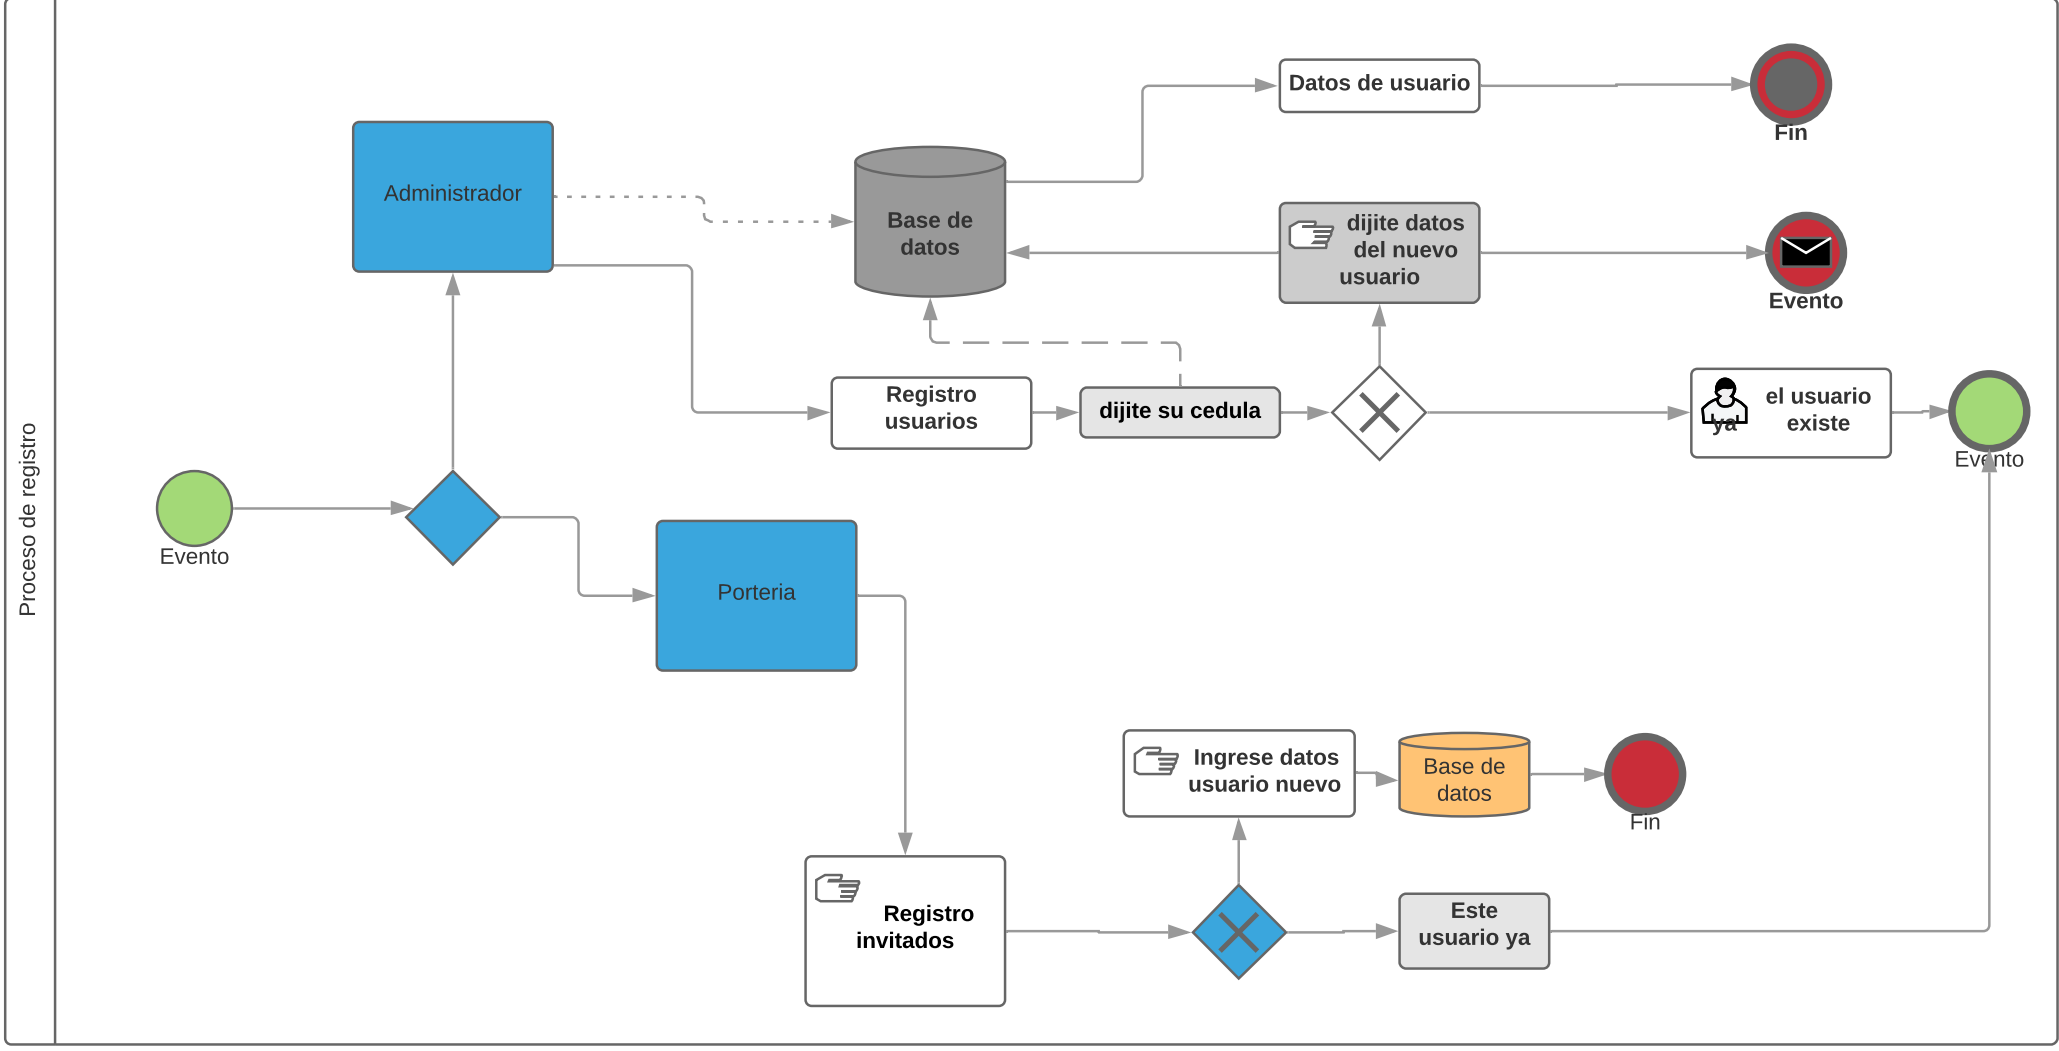 Proceso de registro
Datos de usuario
Fin
Administrador
Base de
datos
dijite datos
del nuevo
usuario
Evento
Registro
usuarios
dijite su cedula
el usuario
ya existe
Evento
Evento
Porteria
Ingrese datos
usuario nuevo
Base de
datos
Fin
Registro
invitados
Este
usuario ya